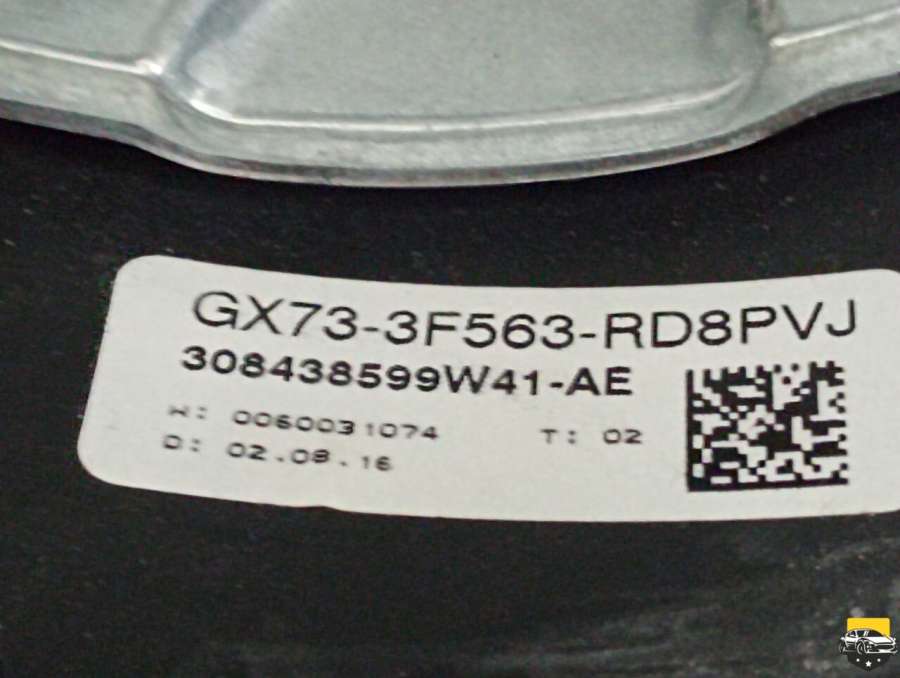 GX73-3F563-RD8PVJ
308438599W41-AE
W: 0060031074 T: 02
D: 02.08.16